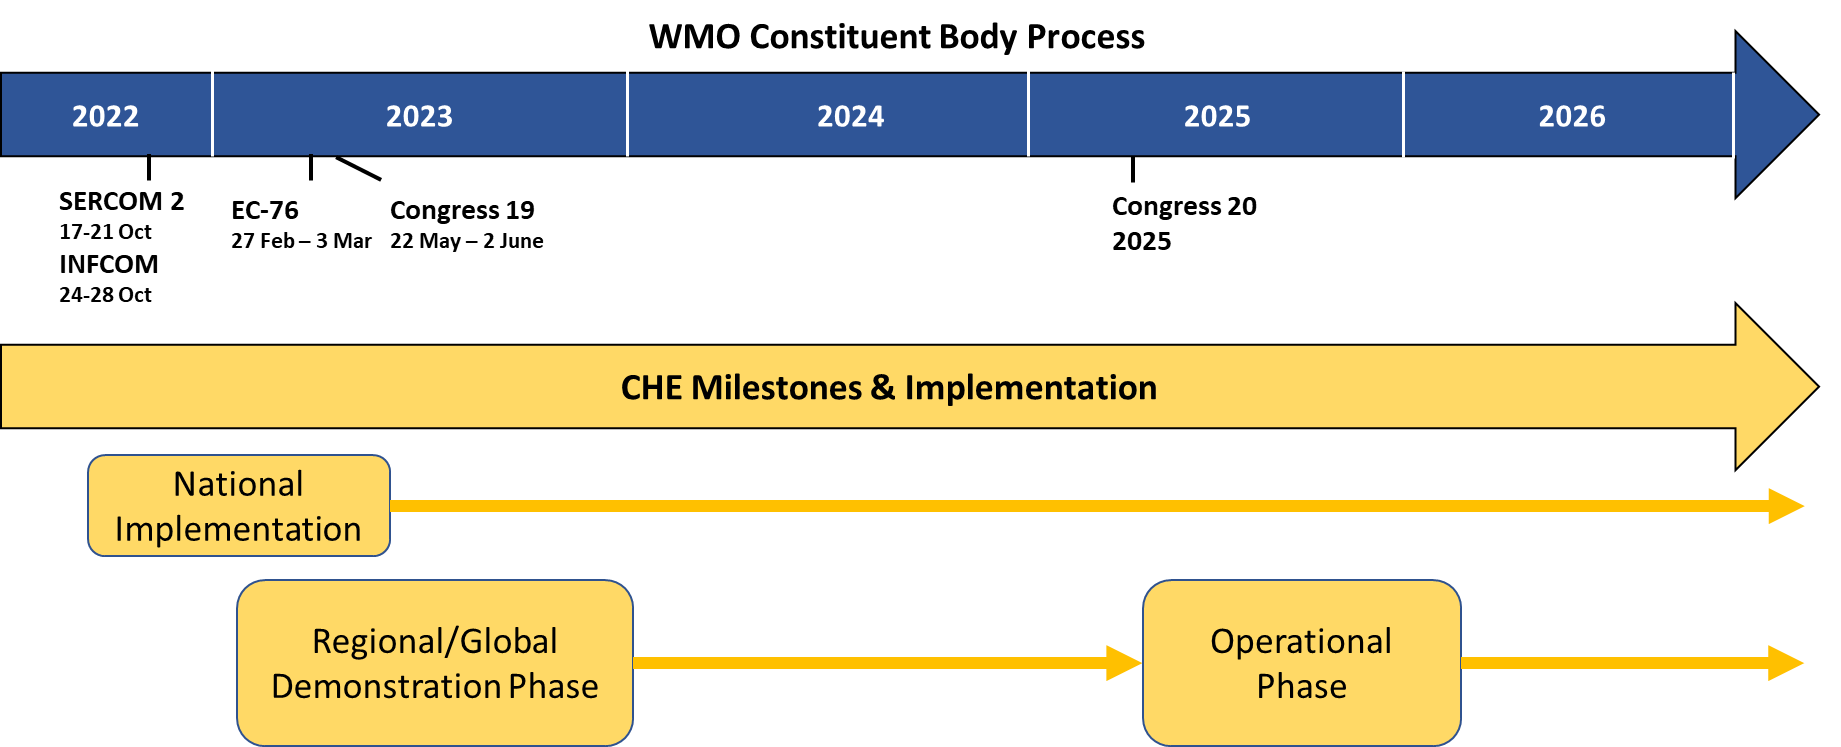 WMO Constituent Body Process
2022
2023
2024
2025
2026
SERCOM 2
17-21 Oct
INFCOM
24-28 Oct
EC-76
27 Feb – 3 Mar
Congress 19
22 May – 2 June
Congress 20
2025
CHE Milestones & Implementation
National
Implementation
Regional/Global
Demonstration Phase
Operational
Phase